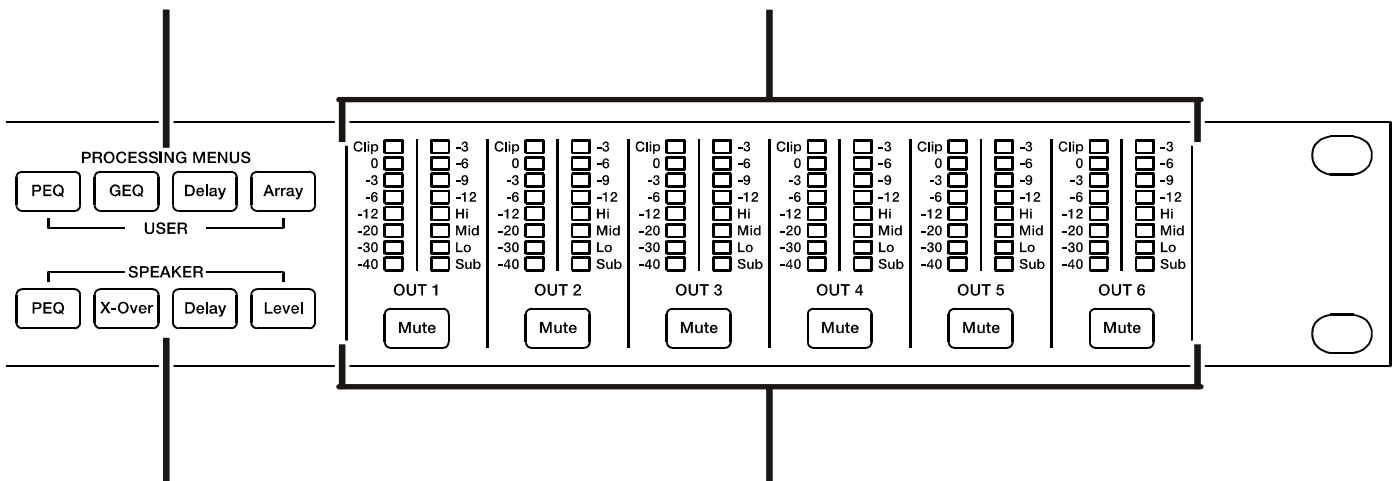 PROCESSING MENUS
PEQ GEQ Delay Array
USER
SPEAKER
PEQ X-Over Delay Level
Clip -3 Clip -3 Clip -3 Clip -3 Clip -3 Clip -3
0 -6 0 -6 0 -6 0 -6 0 -6 0 -6
-3 -9 -3 -9 -3 -9 -3 -9 -3 -9 -3 -9
-6 -12 -6 -12 -6 -12 -6 -12 -6 -12 -6 -12
-12 Hi -12 Hi -12 Hi -12 Hi -12 Hi -12 Hi
-20 Mid -20 Mid -20 Mid -20 Mid -20 Mid -20 Mid
-30 Lo -30 Lo -30 Lo -30 Lo -30 Lo -30 Lo
-40 Sub -40 Sub -40 Sub -40 Sub -40 Sub -40 Sub
OUT 1 OUT 2 OUT 3 OUT 4 OUT 5 OUT 6
Mute Mute Mute Mute Mute Mute